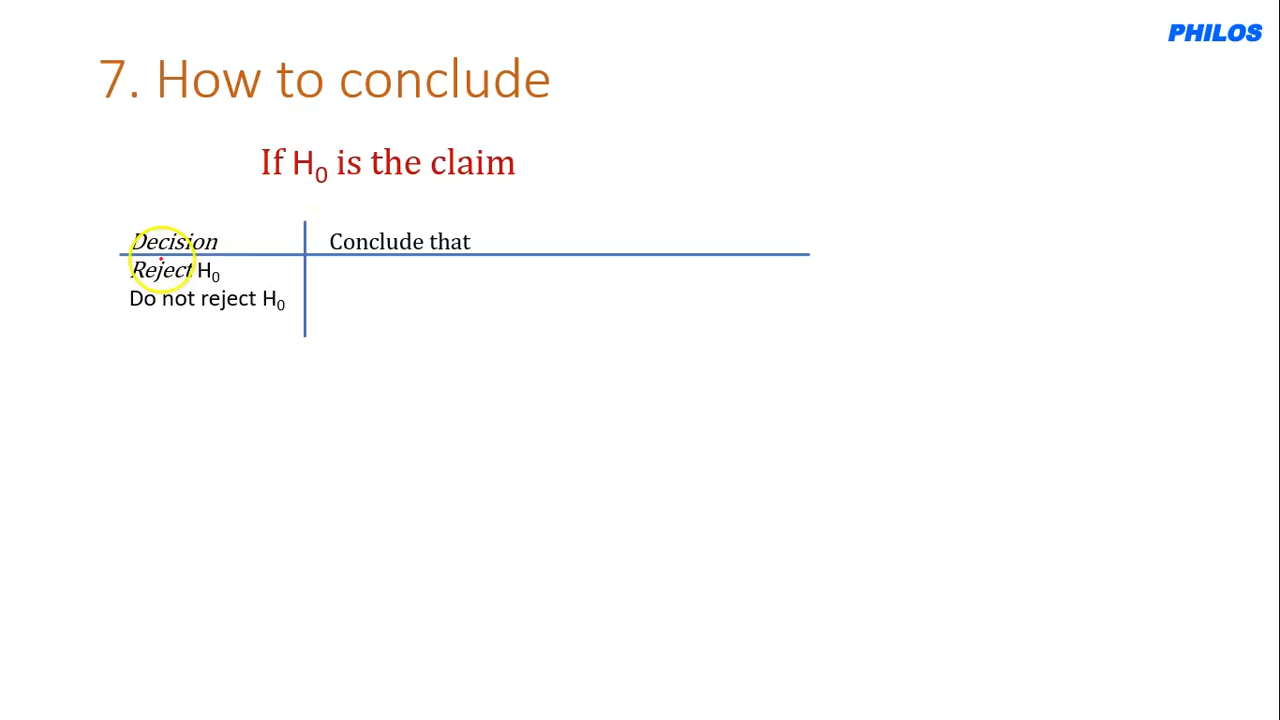 PHILOS
7. How to conclude
If H₀ is the claim
Decision
Conclude that
Reject H₀
Do not reject H₀